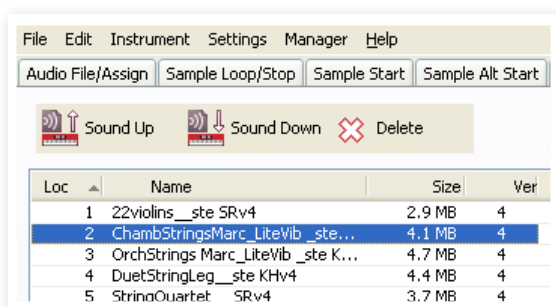 File Edit Instrument Settings Manager Help
Audio File/Assign Sample Loop/Stop Sample Start Sample Alt Start
Sound Up Sound Down Delete
Loc Name Size Ver
1 22violins__ste SRv4 2.9 MB 4
2 ChambStringsMarc_LiteVib _ste... 4.1 MB 4
3 OrchStrings Marc_LiteVib _ste K... 4.7 MB 4
4 DuetStringLeg__ste KHv4 4.4 MB 4
5 StringQuartet__ SRv4 3.7 MB 4